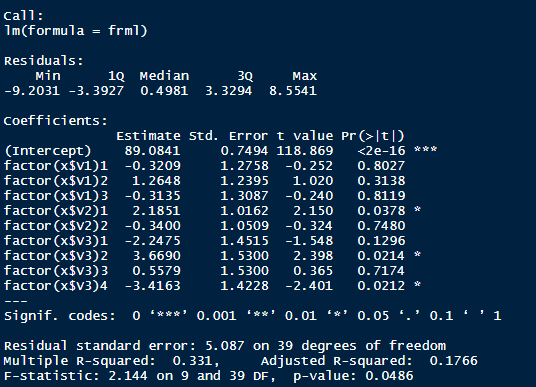 Call:
lm(formula = frml)
Residuals:
Min 1Q Median 3Q Max
-9.2031 -3.3927 0.4981 3.3294 8.5541
Coefficients:
Estimate Std. Error t value Pr(>|t|)
(Intercept) 89.0841 0.7494 118.869 <2e-16 ***
factor(x$v1)1 -0.3209 1.2758 -0.252 0.8027
factor(x$v1)2 1.2648 1.2395 1.020 0.3138
factor(x$v1)3 -0.3135 1.3087 -0.240 0.8119
factor(x$v2)1 2.1851 1.0162 2.150 0.0378 *
factor(x$v2)2 -0.3400 1.0509 -0.324 0.7480
factor(x$v3)1 -2.2475 1.4515 -1.548 0.1296
factor(x$v3)2 3.6690 1.5300 2.398 0.0214 *
factor(x$v3)3 0.5579 1.5300 0.365 0.7174
factor(x$v3)4 -3.4163 1.4228 -2.401 0.0212 *
---
Signif. codes: 0 ‘***’ 0.001 ‘**’ 0.01 ‘*’ 0.05 ‘.’ 0.1 ‘ ’ 1
Residual standard error: 5.087 on 39 degrees of freedom
Multiple R-squared: 0.331, Adjusted R-squared: 0.1766
F-statistic: 2.144 on 9 and 39 DF, p-value: 0.0486